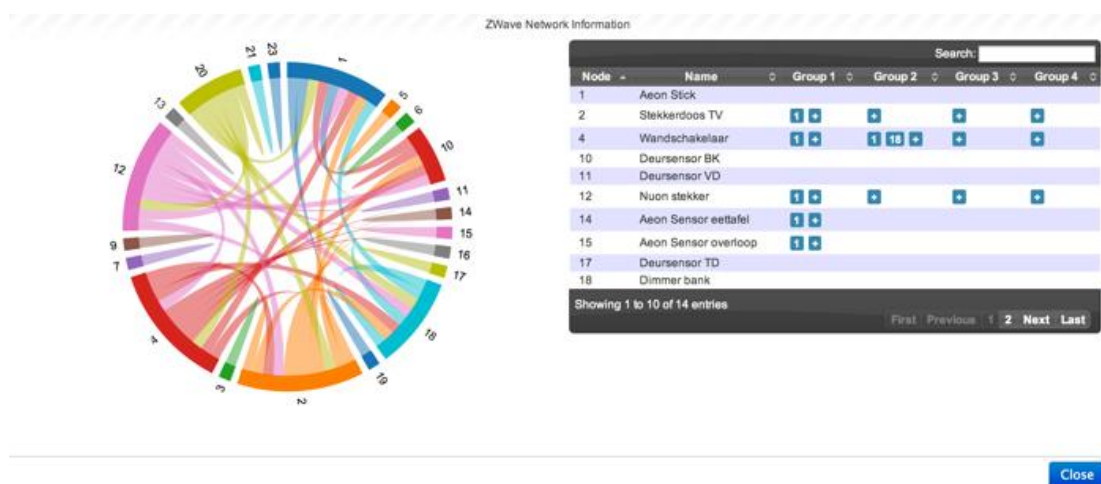 ZWave Network Information
1
5
6
10
11
14
15
16
17
18
19
2
3
4
7
9
12
13
20
21
23
Search:
Node Name Group 1 Group 2 Group 3 Group 4
1 Aeon Stick
2 Stekkerdoos TV 1 + + + +
4 Wandschakelaar 1 + 1 18 + + +
10 Deursensor BK
11 Deursensor VD
12 Nuon stekker 1 + + + +
14 Aeon Sensor eettafel 1 +
15 Aeon Sensor overloop 1 +
17 Deursensor TD
18 Dimmer bank
Showing 1 to 10 of 14 entries
First Previous 1 2 Next Last
Close